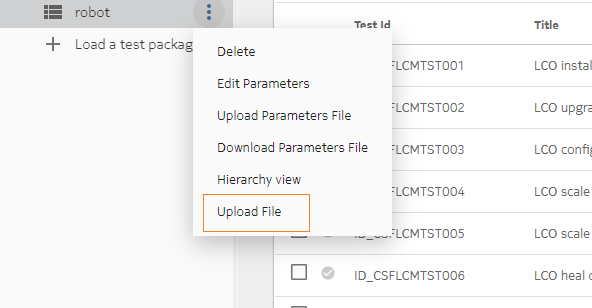 robot
Load a test packag
Delete
Edit Parameters
Upload Parameters File
Download Parameters File
Hierarchy view
Upload File
Test Id Title
FLCMTST001 LCO instal
FLCMTST002 LCO upgra
FLCMTST003 LCO config
FLCMTST004 LCO scale
ID_CSFLCMTST005 LCO scale
ID_CSFLCMTST006 LCO heal